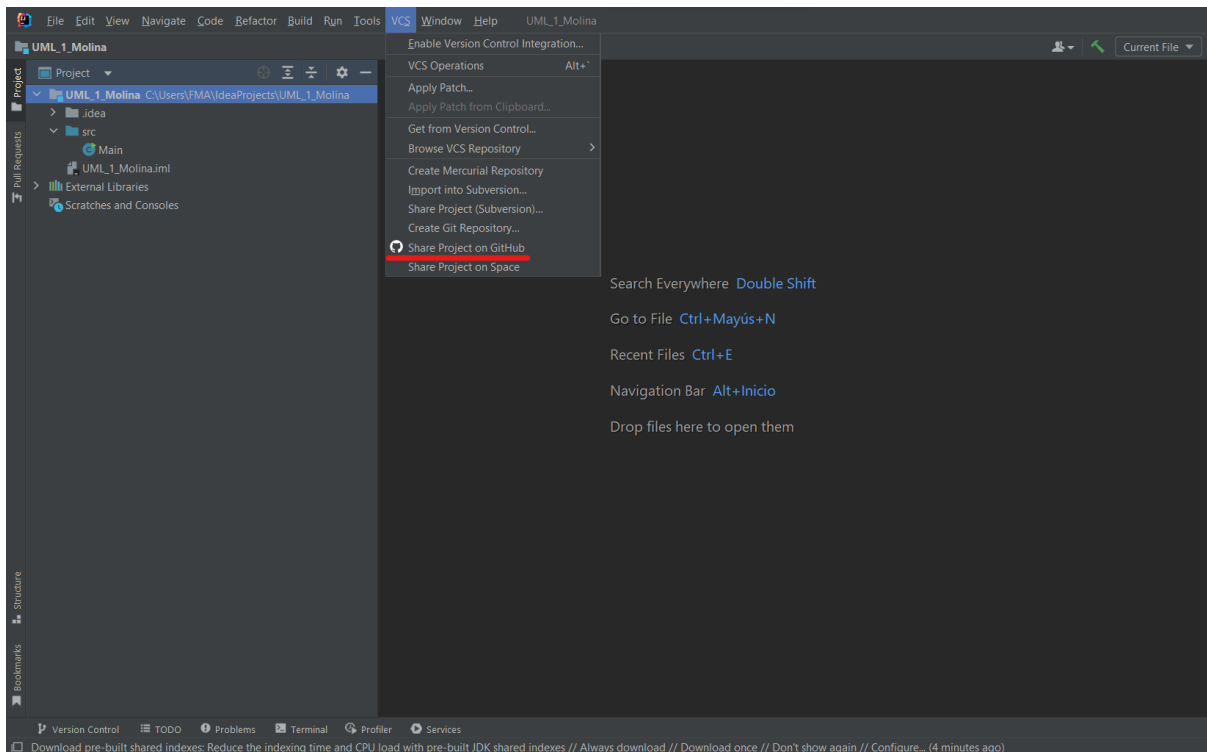 File Edit View Navigate Code Refactor Build Run Tools VCS Window Help UML_1_Molina
UML_1_Molina
Current File
Project
Project
UML_1_Molina C:\Users\FMA\IdeaProjects\UML_1_Molina
.idea
src
Main
UML_1_Molina.iml
External Libraries
Scratches and Consoles
Pull Requests
Enable Version Control Integration...
VCS Operations Alt+`
Apply Patch...
Apply Patch from Clipboard...
Get from Version Control...
Browse VCS Repository
Create Mercurial Repository
Import into Subversion...
Share Project (Subversion)...
Create Git Repository...
Share Project on GitHub
Share Project on Space
Search Everywhere Double Shift
Go to File Ctrl+Mayús+N
Recent Files Ctrl+E
Navigation Bar Alt+Inicio
Drop files here to open them
Structure
Bookmarks
Version Control TODO Problems Terminal Profiler Services
Download pre-built shared indexes: Reduce the indexing time and CPU load with pre-built JDK shared indexes // Always download // Download once // Don't show again // Configure... (4 minutes ago)